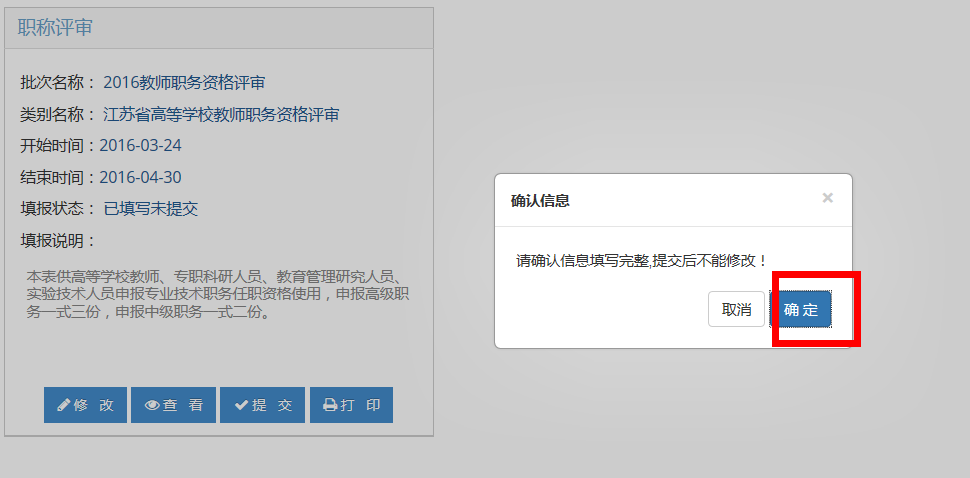 职称评审
批次名称： 2016教师职务资格评审
类别名称： 江苏省高等学校教师职务资格评审
开始时间：2016-03-24
结束时间：2016-04-30
填报状态： 已填写未提交
填报说明：
本表供高等学校教师、专职科研人员、教育管理研究人员、
实验技术人员申报专业技术职务任职资格使用，申报高级职
务一式三份，申报中级职务一式二份。
修 改 查 看 提 交 打 印
确认信息 ×
请确认信息填写完整,提交后不能修改！
取消 确 定